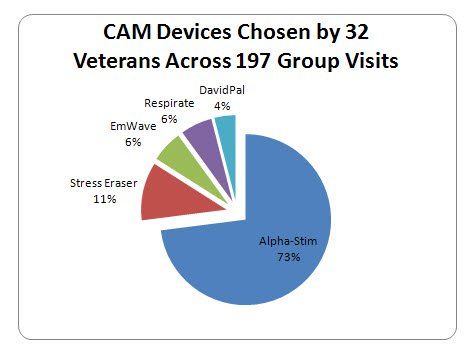 CAM Devices Chosen by 32
Veterans Across 197 Group Visits
DavidPal
4%
Respirate
6%
EmWave
6%
Stress Eraser
11%
Alpha-Stim
73%